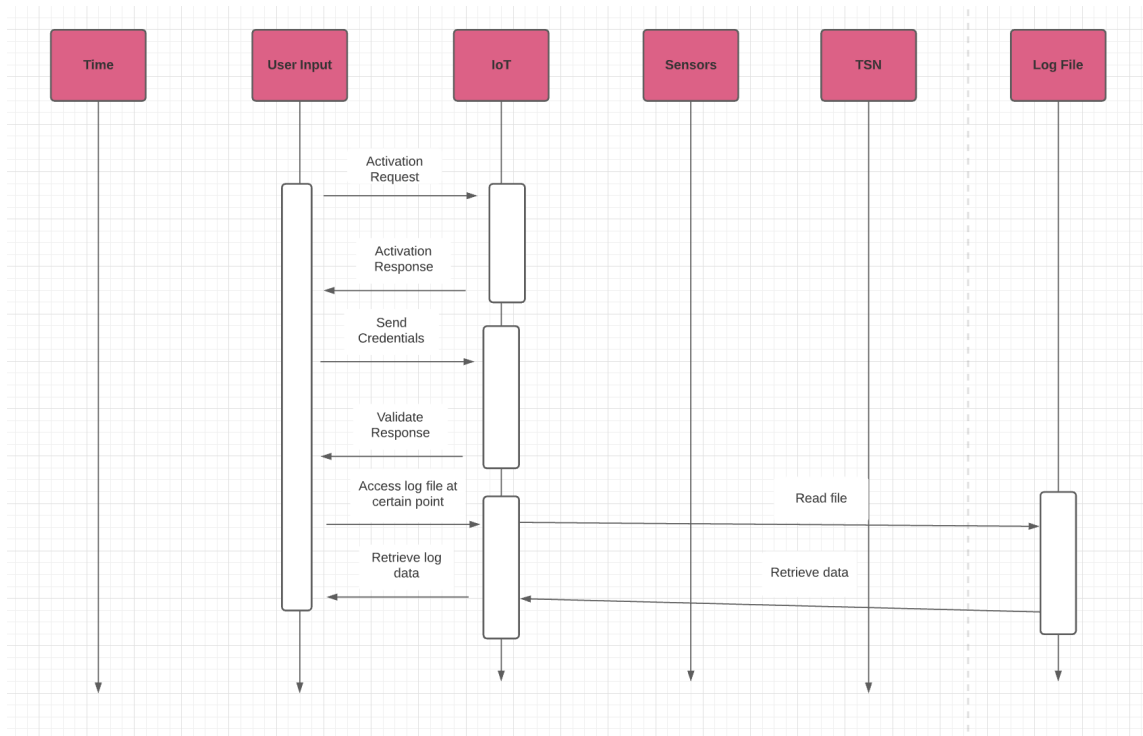 Time
User Input
IoT
Sensors
TSN
Log File
Activation
Request
Activation
Response
Send
Credentials
Validate
Response
Access log file at
certain point
Read file
Retrieve log
data
Retrieve data